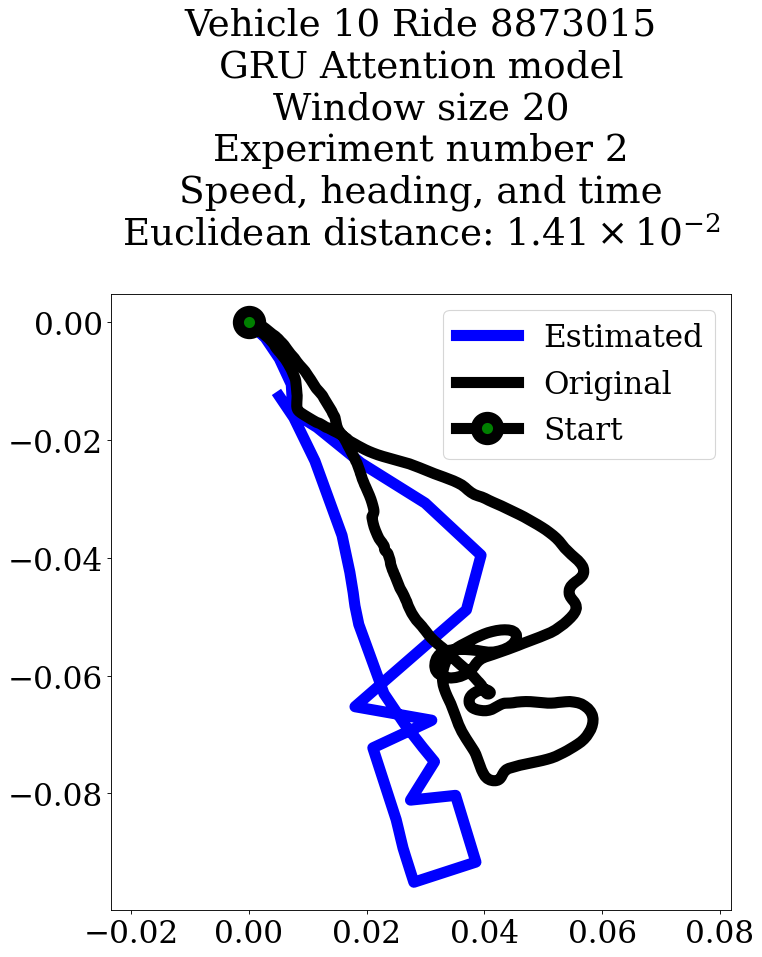 Vehicle 10 Ride 8873015
GRU Attention model
Window size 20
Experiment number 2
Speed, heading, and time
Euclidean distance: 1.41 × 10⁻²
Estimated
Original
Start
0.00
−0.02
−0.04
−0.06
−0.08
−0.02 0.00 0.02 0.04 0.06 0.08